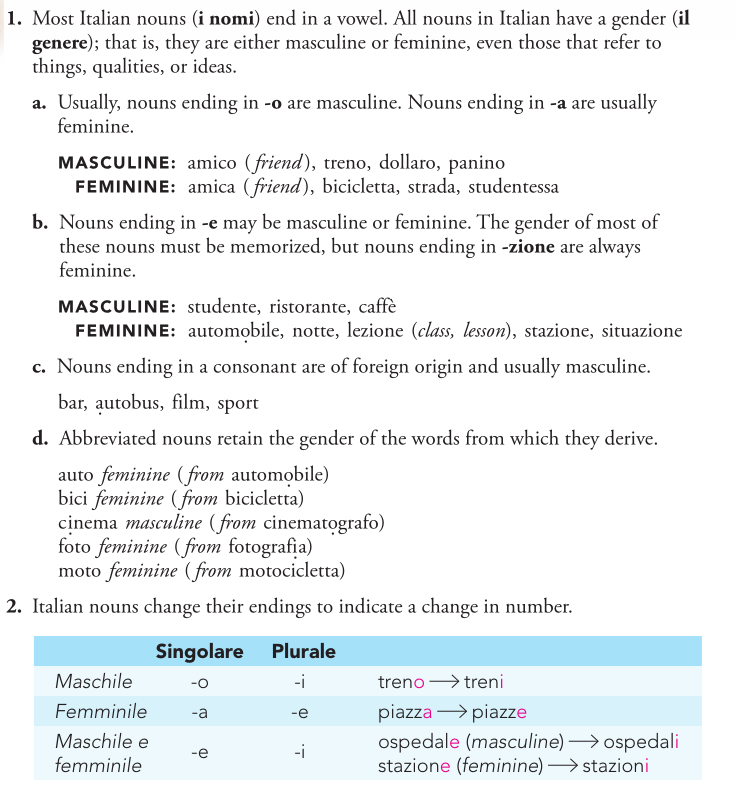 1. Most Italian nouns (i nomi) end in a vowel. All nouns in Italian have a gender (il
genere); that is, they are either masculine or feminine, even those that refer to
things, qualities, or ideas.
a. Usually, nouns ending in -o are masculine. Nouns ending in -a are usually
feminine.
MASCULINE: amico (friend), treno, dollaro, panino
FEMININE: amica (friend), bicicletta, strada, studentessa
b. Nouns ending in -e may be masculine or feminine. The gender of most of
these nouns must be memorized, but nouns ending in -zione are always
feminine.
MASCULINE: studente, ristorante, caffè
FEMININE: automọbile, notte, lezione (class, lesson), stazione, situazione
c. Nouns ending in a consonant are of foreign origin and usually masculine.
bar, ạutobus, film, sport
d. Abbreviated nouns retain the gender of the words from which they derive.
auto feminine (from automọbile)
bici feminine (from bicicletta)
cịnema masculine (from cinematọgrafo)
foto feminine (from fotografịa)
moto feminine (from motocicletta)
2. Italian nouns change their endings to indicate a change in number.
Singolare Plurale
Maschile -o -i treno → treni
Femminile -a -e piazza → piazze
Maschile e femminile -e -i ospedale (masculine) → ospedali
stazione (feminine) → stazioni